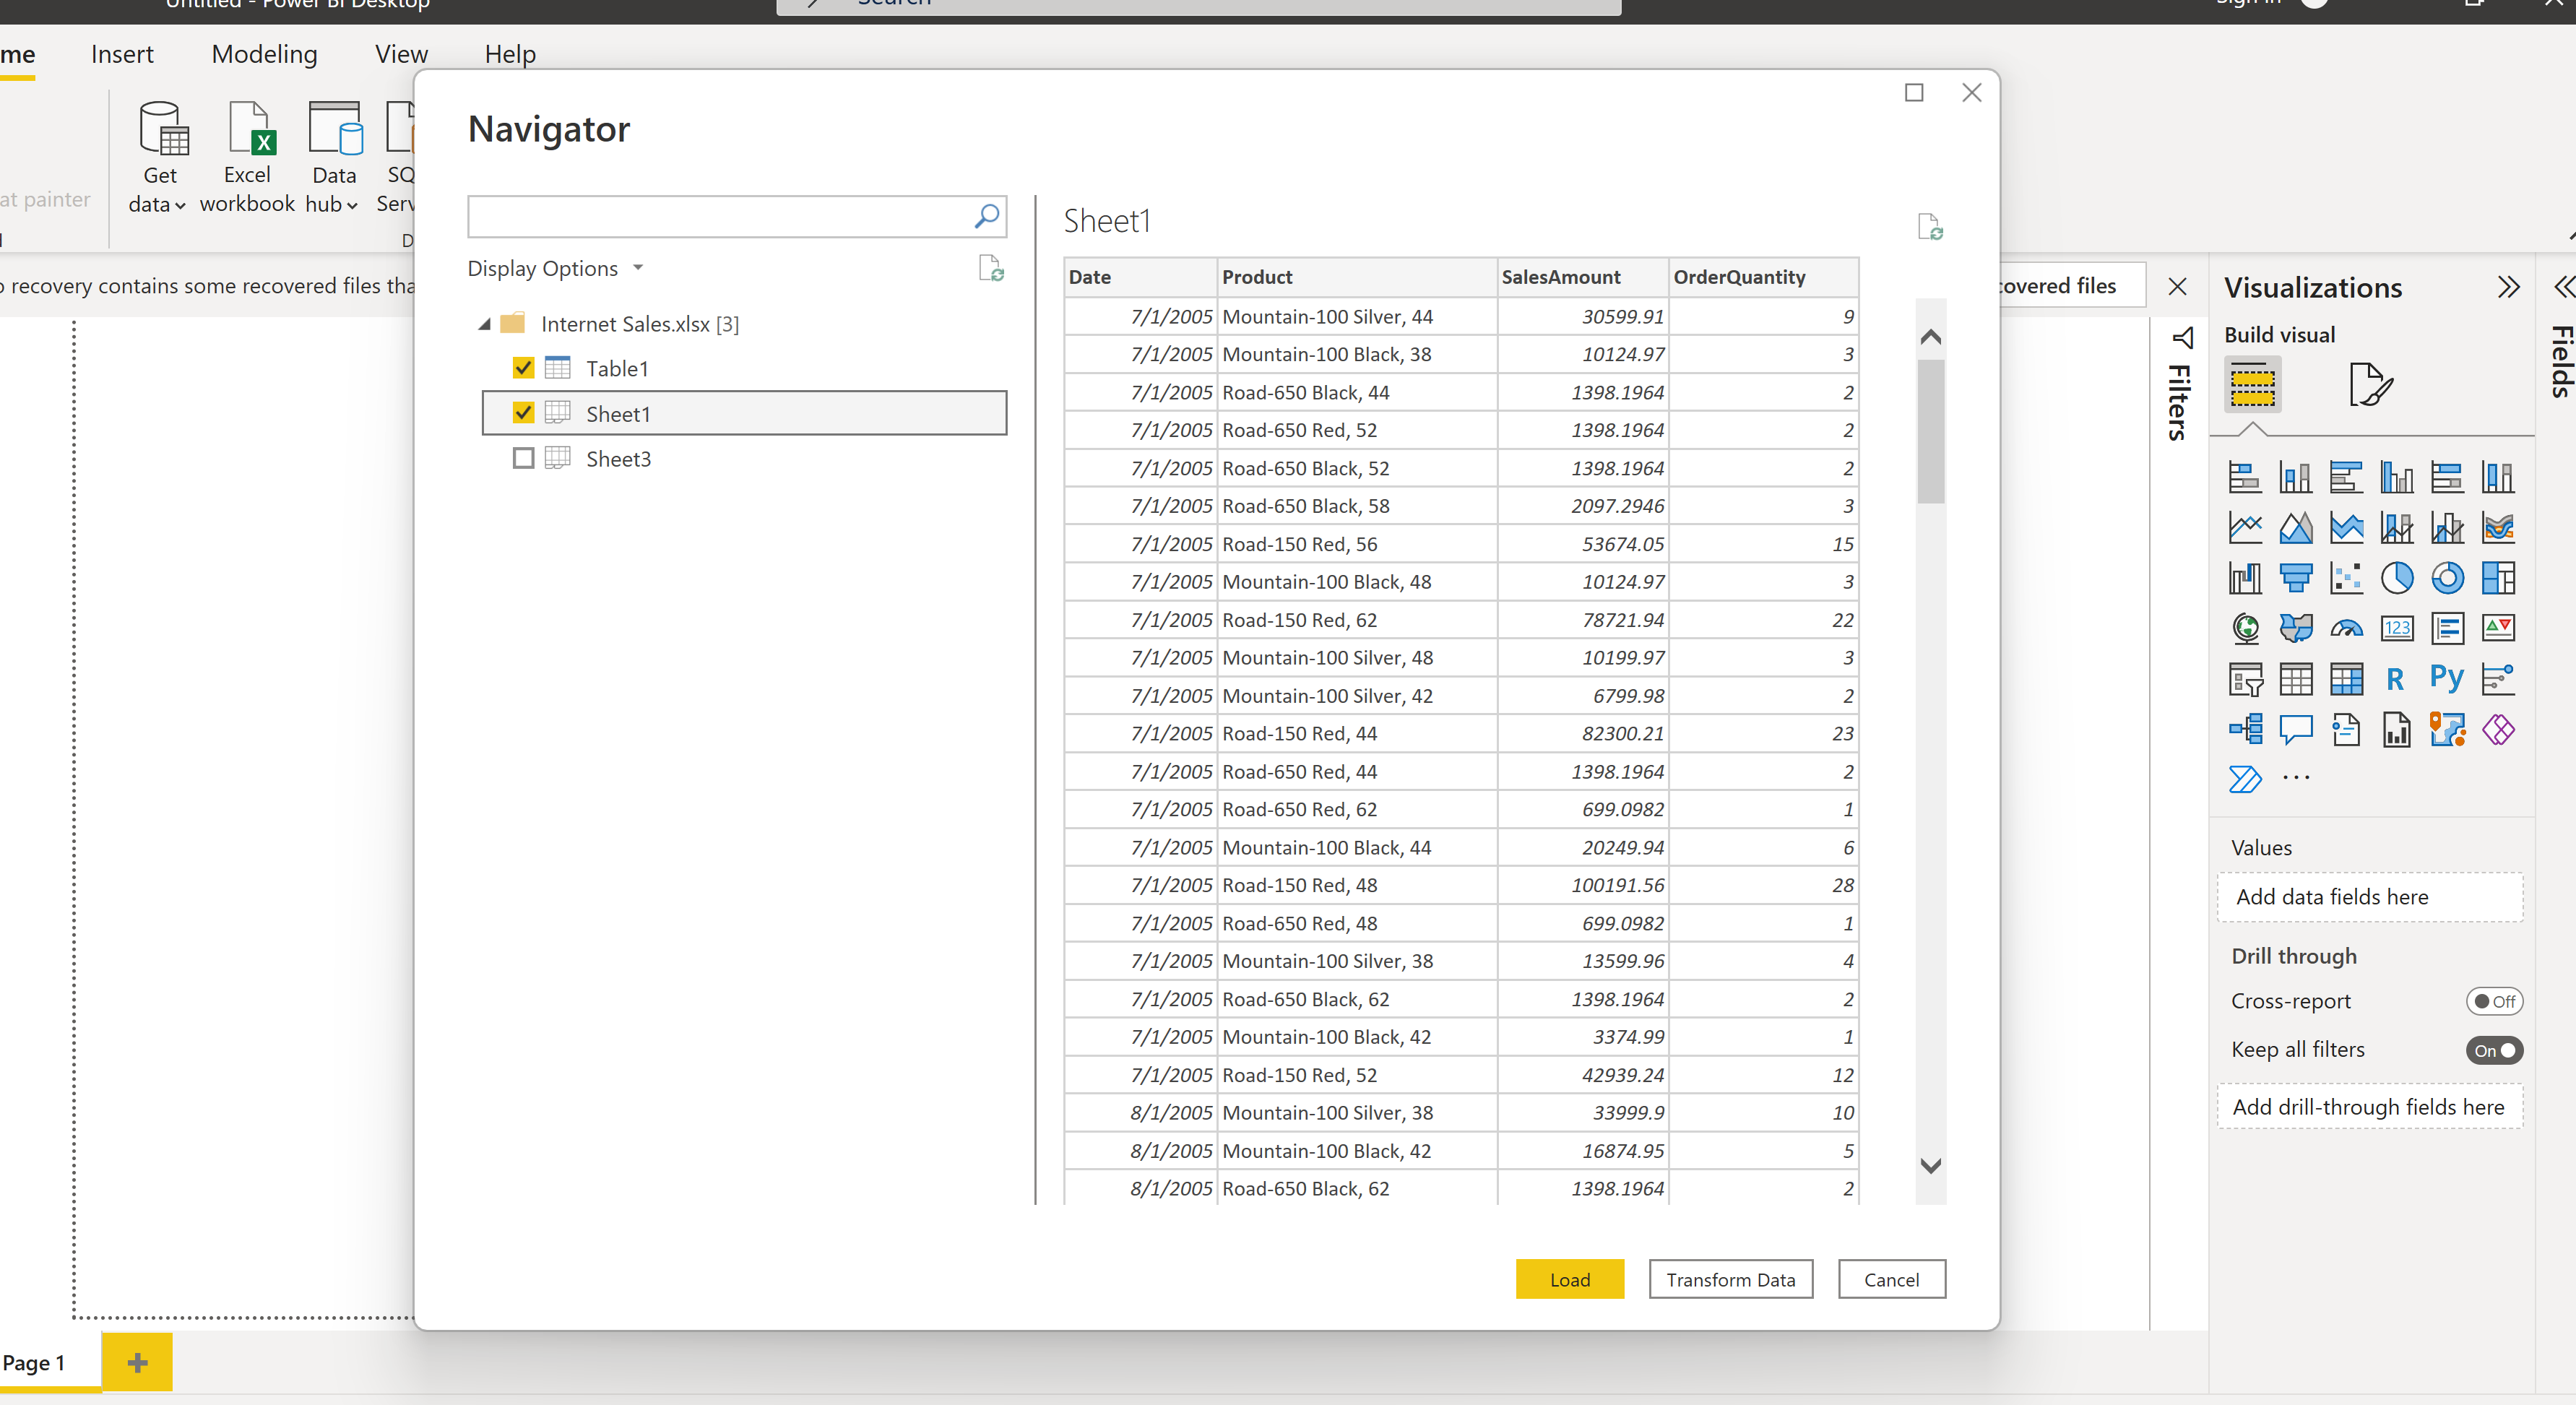 Untitled - Power BI Desktop
Search
Sign in
me
Insert
Modeling
View
Help
at painter
Get
data
Excel
workbook
Data
hub
SQ
Serv
D
o recovery contains some recovered files tha
covered files
Navigator
Display Options
Internet Sales.xlsx [3]
Table1
Sheet1
Sheet3
Sheet1
Date Product SalesAmount OrderQuantity
7/1/2005 Mountain-100 Silver, 44 30599.91 9
7/1/2005 Mountain-100 Black, 38 10124.97 3
7/1/2005 Road-650 Black, 44 1398.1964 2
7/1/2005 Road-650 Red, 52 1398.1964 2
7/1/2005 Road-650 Black, 52 1398.1964 2
7/1/2005 Road-650 Black, 58 2097.2946 3
7/1/2005 Road-150 Red, 56 53674.05 15
7/1/2005 Mountain-100 Black, 48 10124.97 3
7/1/2005 Road-150 Red, 62 78721.94 22
7/1/2005 Mountain-100 Silver, 48 10199.97 3
7/1/2005 Mountain-100 Silver, 42 6799.98 2
7/1/2005 Road-150 Red, 44 82300.21 23
7/1/2005 Road-650 Red, 44 1398.1964 2
7/1/2005 Road-650 Red, 62 699.0982 1
7/1/2005 Mountain-100 Black, 44 20249.94 6
7/1/2005 Road-150 Red, 48 100191.56 28
7/1/2005 Road-650 Red, 48 699.0982 1
7/1/2005 Mountain-100 Silver, 38 13599.96 4
7/1/2005 Road-650 Black, 62 1398.1964 2
7/1/2005 Mountain-100 Black, 42 3374.99 1
7/1/2005 Road-150 Red, 52 42939.24 12
8/1/2005 Mountain-100 Silver, 38 33999.9 10
8/1/2005 Mountain-100 Black, 42 16874.95 5
8/1/2005 Road-650 Black, 62 1398.1964 2
Load
Transform Data
Cancel
Filters
Visualizations
Build visual
123
R
Py
Values
Add data fields here
Drill through
Cross-report
Off
Keep all filters
On
Add drill-through fields here
Fields
Page 1